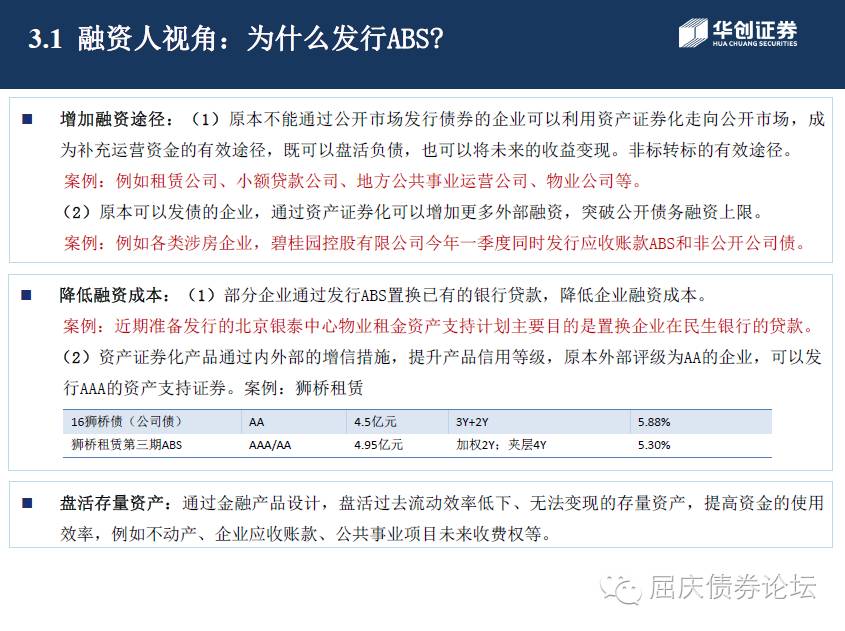 3.1 融资人视角：为什么发行ABS?
华创证券
HUA CHUANG SECURITIES
■ 增加融资途径：（1）原本不能通过公开市场发行债券的企业可以利用资产证券化走向公开市场，成
为补充运营资金的有效途径，既可以盘活负债，也可以将未来的收益变现。非标转标的有效途径。
案例：例如租赁公司、小额贷款公司、地方公共事业运营公司、物业公司等。
（2）原本可以发债的企业，通过资产证券化可以增加更多外部融资，突破公开债务融资上限。
案例：例如各类涉房企业，碧桂园控股有限公司今年一季度同时发行应收账款ABS和非公开公司债。
■ 降低融资成本：（1）部分企业通过发行ABS置换已有的银行贷款，降低企业融资成本。
案例：近期准备发行的北京银泰中心物业租金资产支持计划主要目的是置换企业在民生银行的贷款。
（2）资产证券化产品通过内外部的增信措施，提升产品信用等级，原本外部评级为AA的企业，可以发
行AAA的资产支持证券。案例：狮桥租赁
16狮桥债（公司债） AA 4.5亿元 3Y+2Y 5.88%
狮桥租赁第三期ABS AAA/AA 4.95亿元 加权2Y；夹层4Y 5.30%
■ 盘活存量资产：通过金融产品设计，盘活过去流动效率低下、无法变现的存量资产，提高资金的使用
效率，例如不动产、企业应收账款、公共事业项目未来收费权等。
屈庆债券论坛